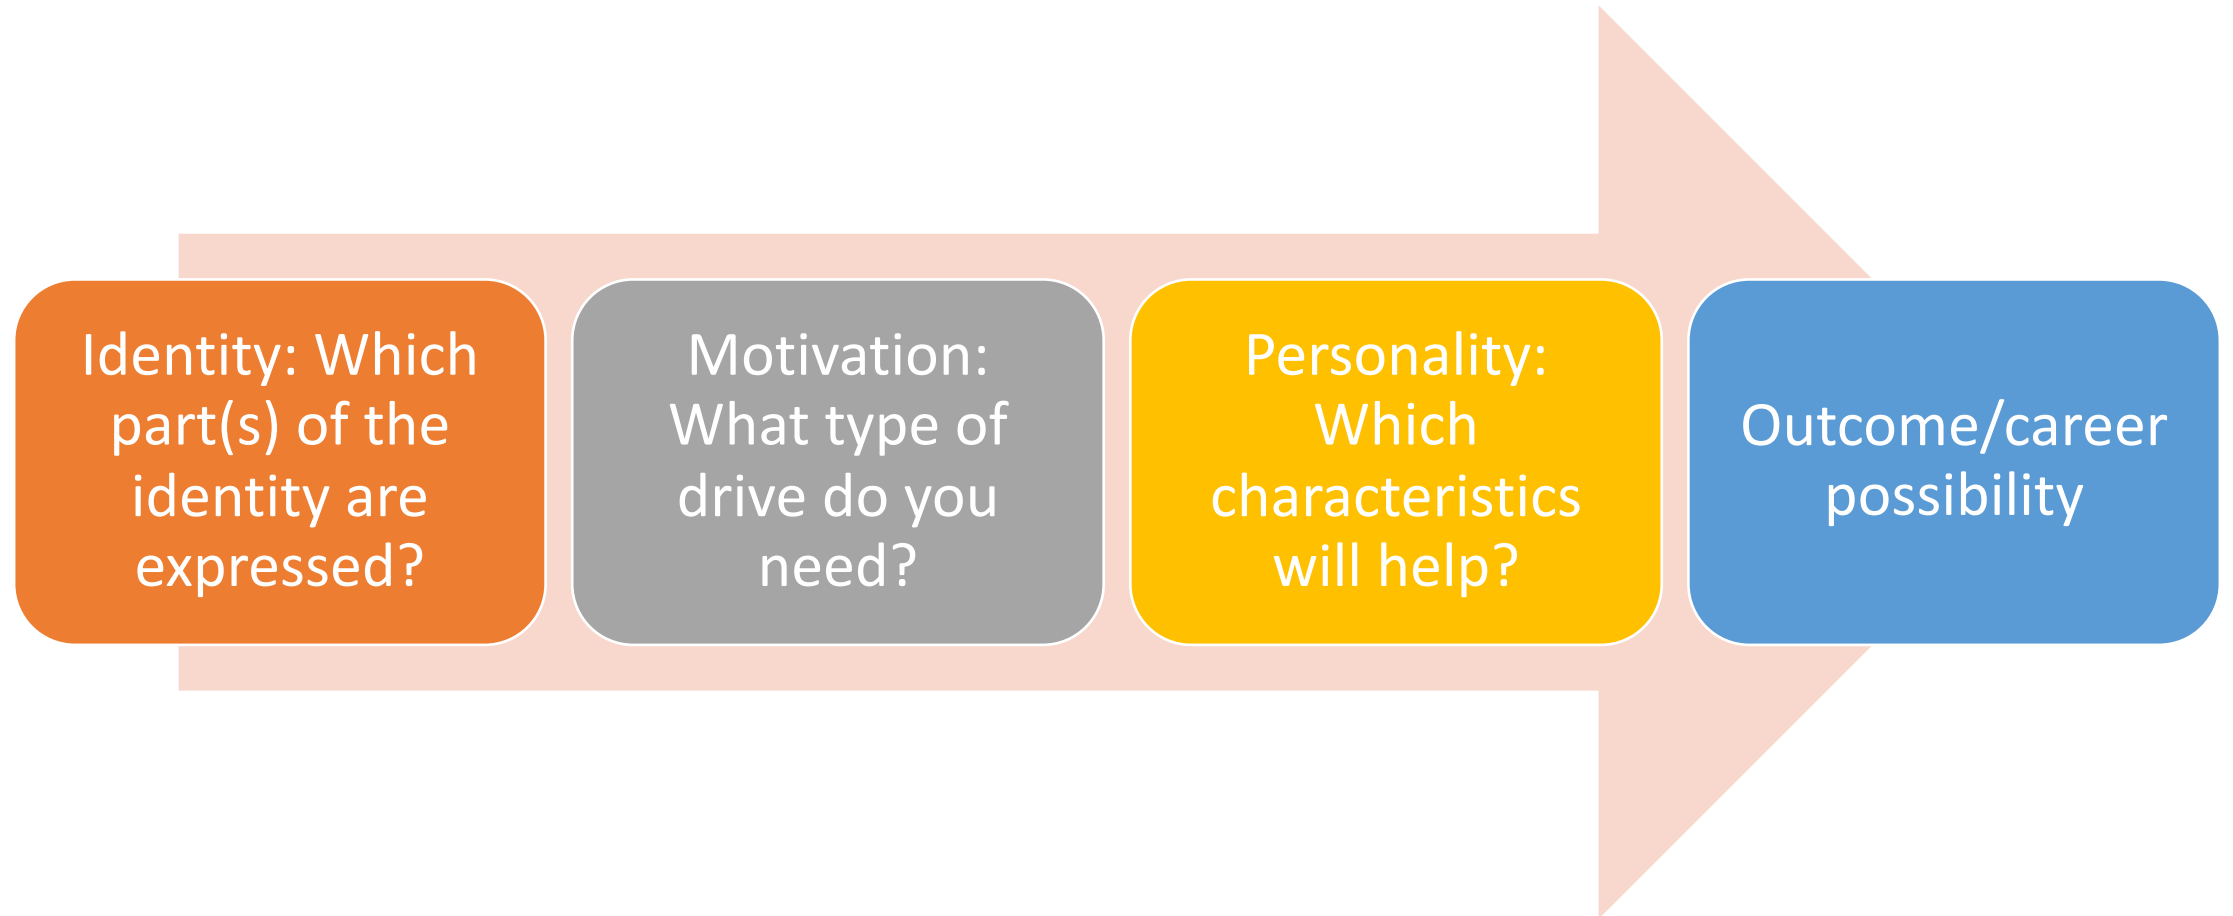 Identity: Which
part(s) of the
identity are
expressed?
Motivation:
What type of
drive do you
need?
Personality:
Which
characteristics
will help?
Outcome/career
possibility